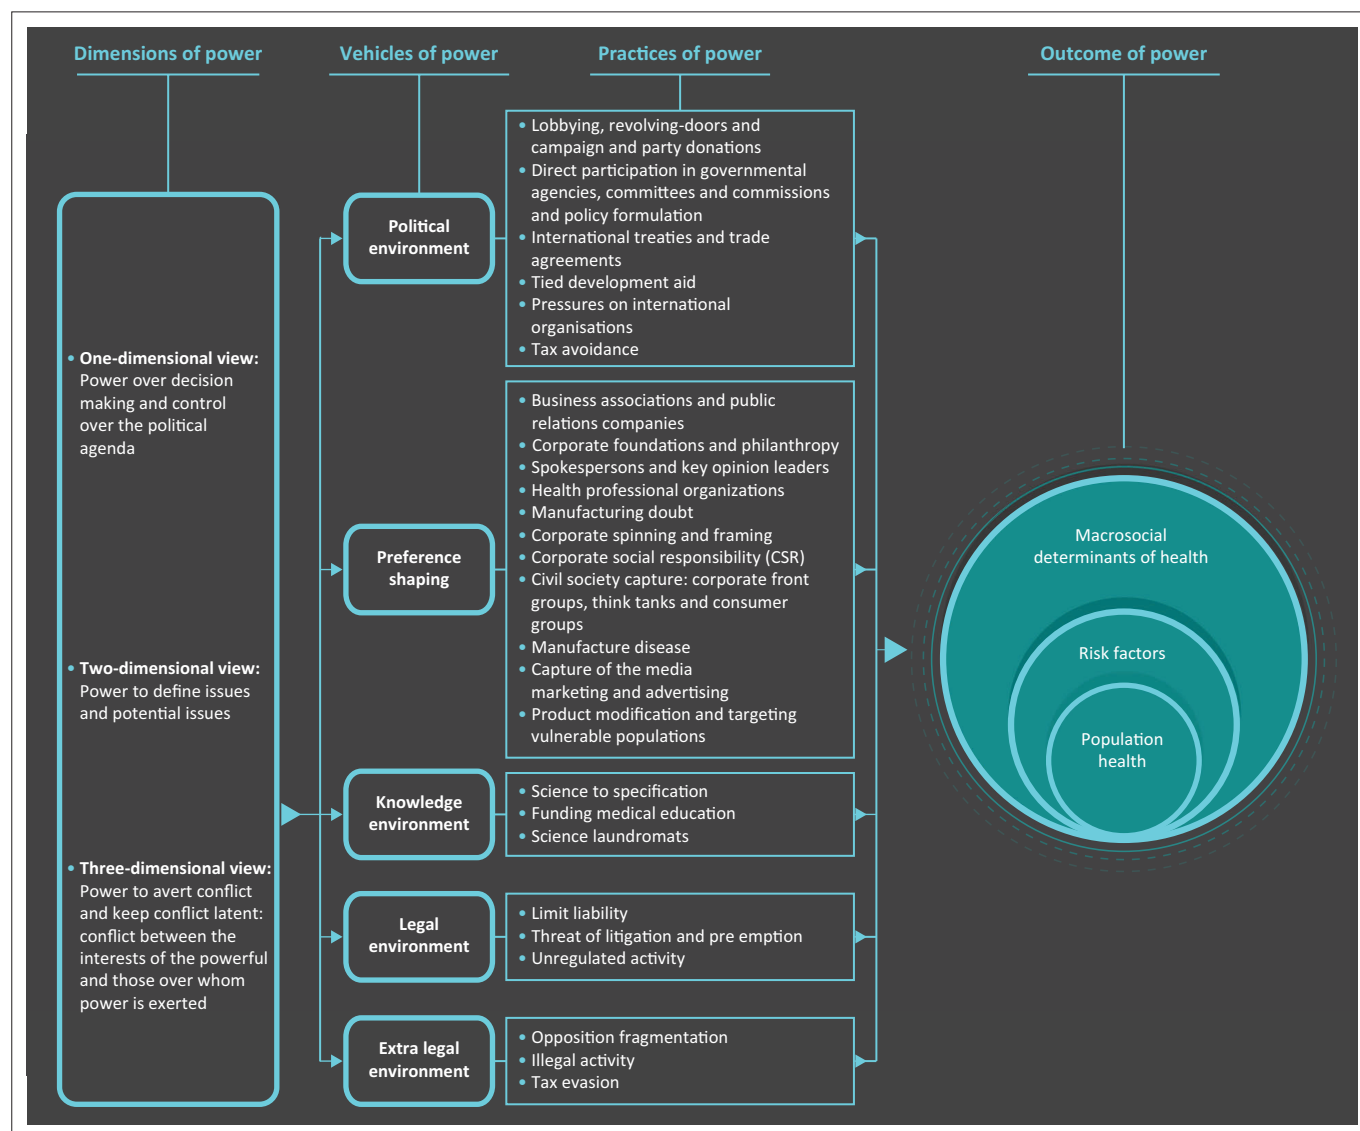 Dimensions of power
Vehicles of power
Practices of power
Outcome of power
• One-dimensional view:
Power over decision
making and control
over the political
agenda
• Two-dimensional view:
Power to define issues
and potential issues
• Three-dimensional view:
Power to avert conflict
and keep conflict latent:
conflict between the
interests of the powerful
and those over whom
power is exerted
Political
environment
• Lobbying, revolving-doors and
campaign and party donations
• Direct participation in governmental
agencies, committees and commissions
and policy formulation
• International treaties and trade
agreements
• Tied development aid
• Pressures on international
organisations
• Tax avoidance
Preference
shaping
• Business associations and public
relations companies
• Corporate foundations and philanthropy
• Spokespersons and key opinion leaders
• Health professional organizations
• Manufacturing doubt
• Corporate spinning and framing
• Corporate social responsibility (CSR)
• Civil society capture: corporate front
groups, think tanks and consumer
groups
• Manufacture disease
• Capture of the media
marketing and advertising
• Product modification and targeting
vulnerable populations
Knowledge
environment
• Science to specification
• Funding medical education
• Science laundromats
Legal
environment
• Limit liability
• Threat of litigation and pre emption
• Unregulated activity
Extra legal
environment
• Opposition fragmentation
• Illegal activity
• Tax evasion
Macrosocial
determinants of health
Risk factors
Population
health